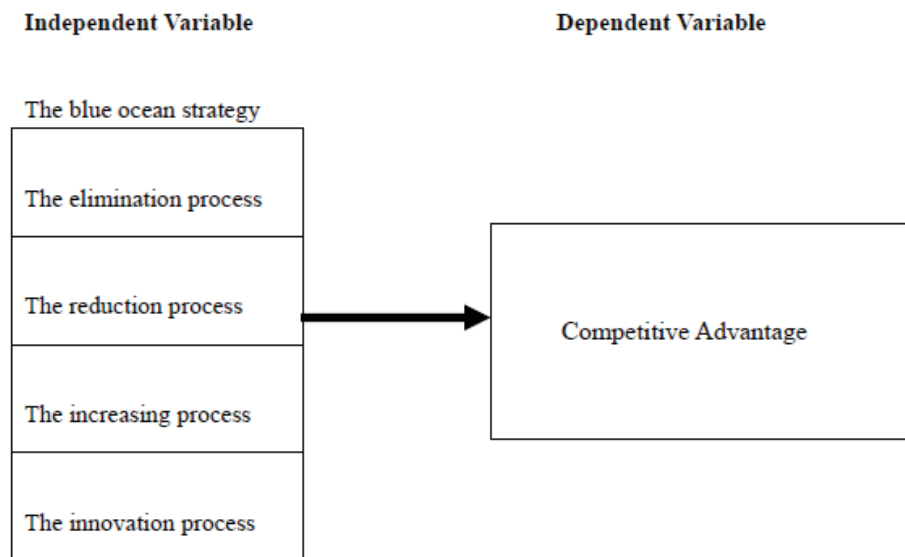 Independent Variable
Dependent Variable
The blue ocean strategy
The elimination process
The reduction process
Competitive Advantage
The increasing process
The innovation process